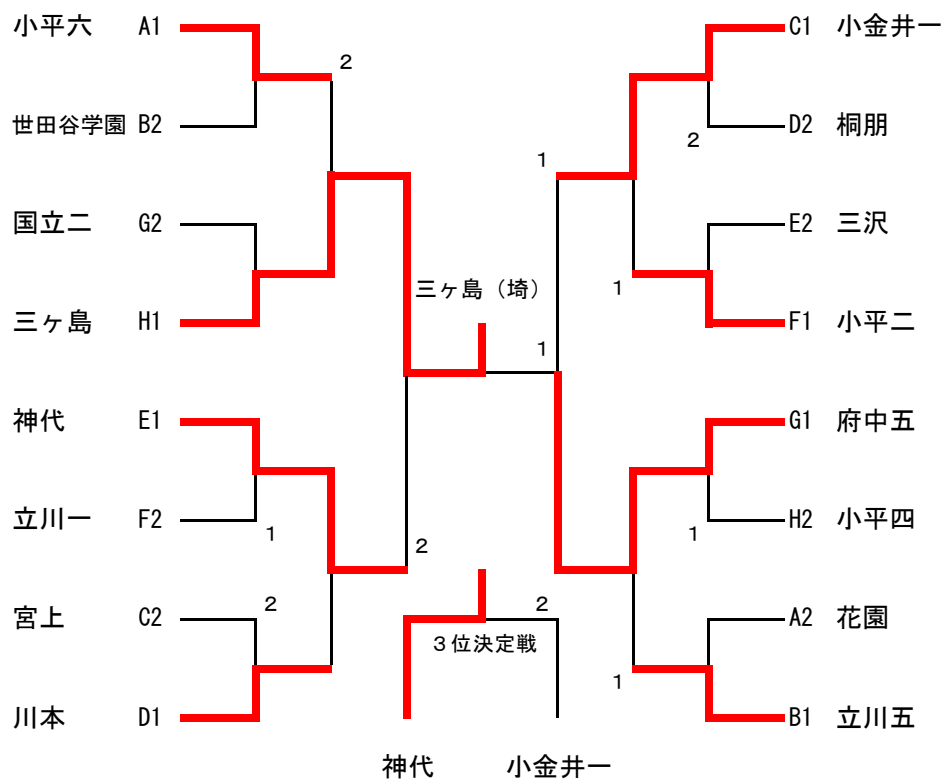 小平六 A1
2
世田谷学園 B2
国立二 G2
三ヶ島 H1
神代 E1
立川一 F2
1
2
宮上 C2
2
川本 D1
三ヶ島（埼）
1
1
2
３位決定戦
神代 小金井一
C1 小金井一
2
D2 桐朋
E2 三沢
1
F1 小平二
G1 府中五
1
H2 小平四
A2 花園
1
B1 立川五